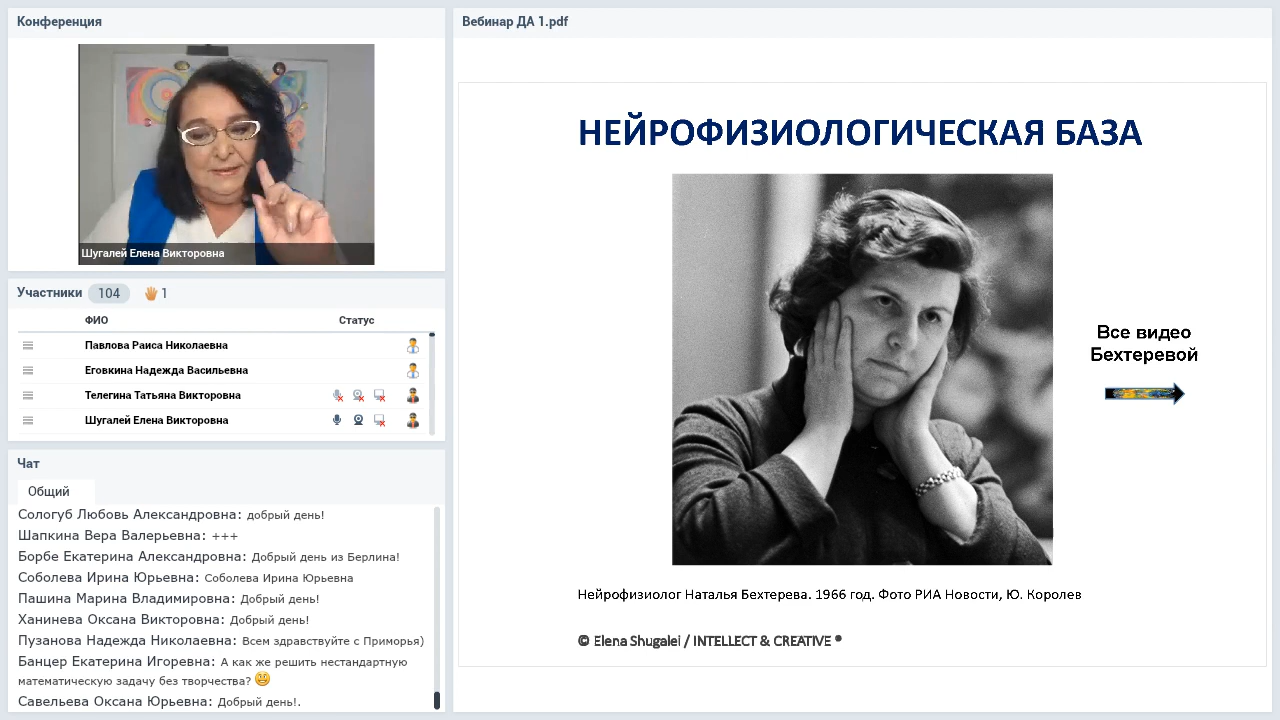 Конференция
Шугалей Елена Викторовна
Участники 104 1
ФИО Статус
Павлова Раиса Николаевна
Еговкина Надежда Васильевна
Телегина Татьяна Викторовна
Шугалей Елена Викторовна
Чат
Общий
Сологуб Любовь Александровна: добрый день!
Шапкина Вера Валерьевна: +++
Борбе Екатерина Александровна: Добрый день из Берлина!
Соболева Ирина Юрьевна: Соболева Ирина Юрьевна
Пашина Марина Владимировна: Добрый день!
Ханинева Оксана Викторовна: Добрый день!
Пузанова Надежда Николаевна: Всем здравствуйте с Приморья)
Банцер Екатерина Игоревна: А как же решить нестандартную
математическую задачу без творчества?
Савельева Оксана Юрьевна: Добрый день!.
Вебинар ДА 1.pdf
НЕЙРОФИЗИОЛОГИЧЕСКАЯ БАЗА
Все видео
Бехтеревой
Нейрофизиолог Наталья Бехтерева. 1966 год. Фото РИА Новости, Ю. Королев
© Elena Shugalei / INTELLECT & CREATIVE ®